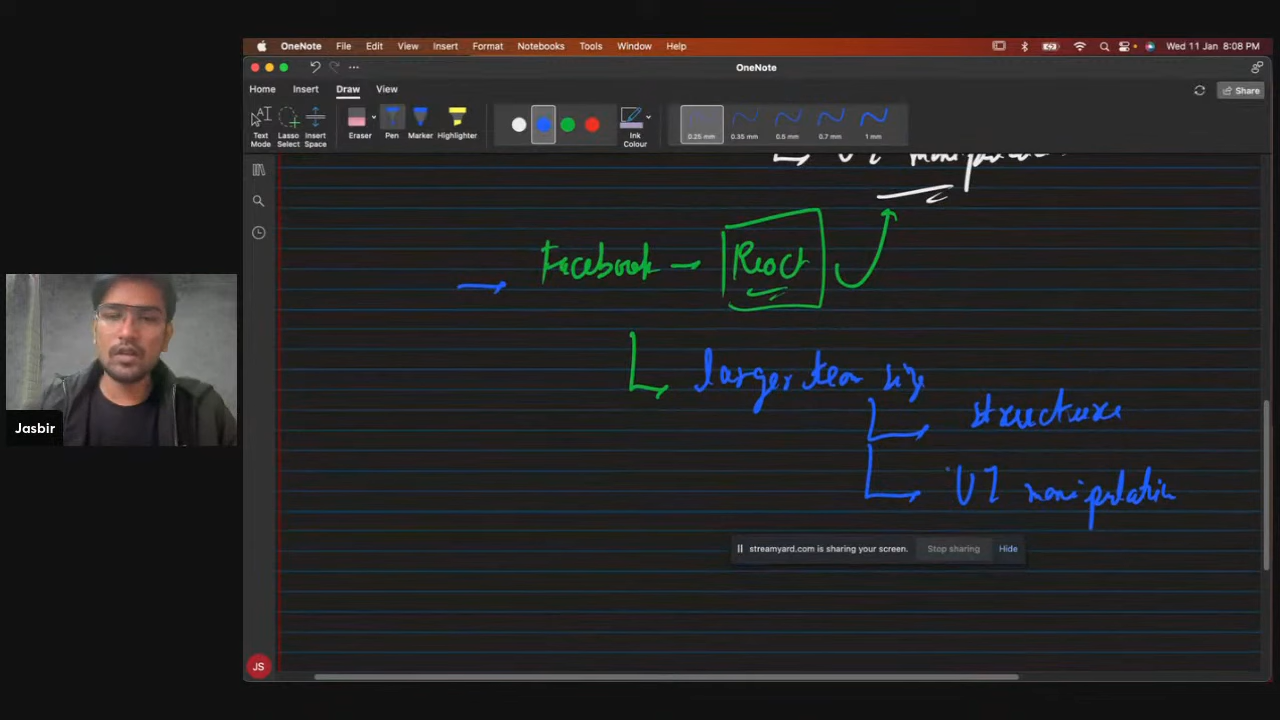 OneNote File Edit View Insert Format Notebooks Tools Window Help Wed 11 Jan 8:08 PM
OneNote
Home Insert Draw View Share
Text Mode Lasso Select Insert Space Eraser Pen Marker Highlighter Ink Colour 0.25 mm 0.35 mm 0.5 mm 0.7 mm 1 mm
UI manipulation
Facebook → React
larger team size
structure
UI manipulation
Jasbir
streamyard.com is sharing your screen. Stop sharing Hide
JS